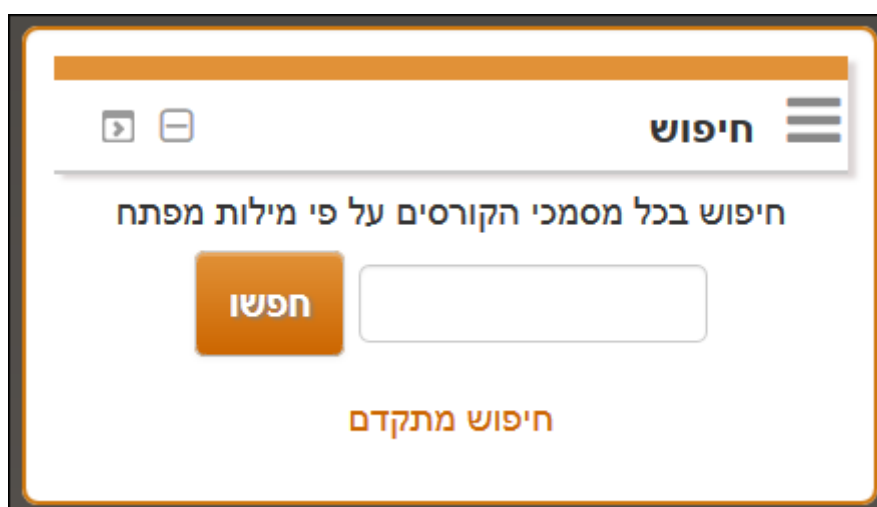 חיפוש
חיפוש בכל מסמכי הקורסים על פי מילות מפתח
חפשו
חיפוש מתקדם